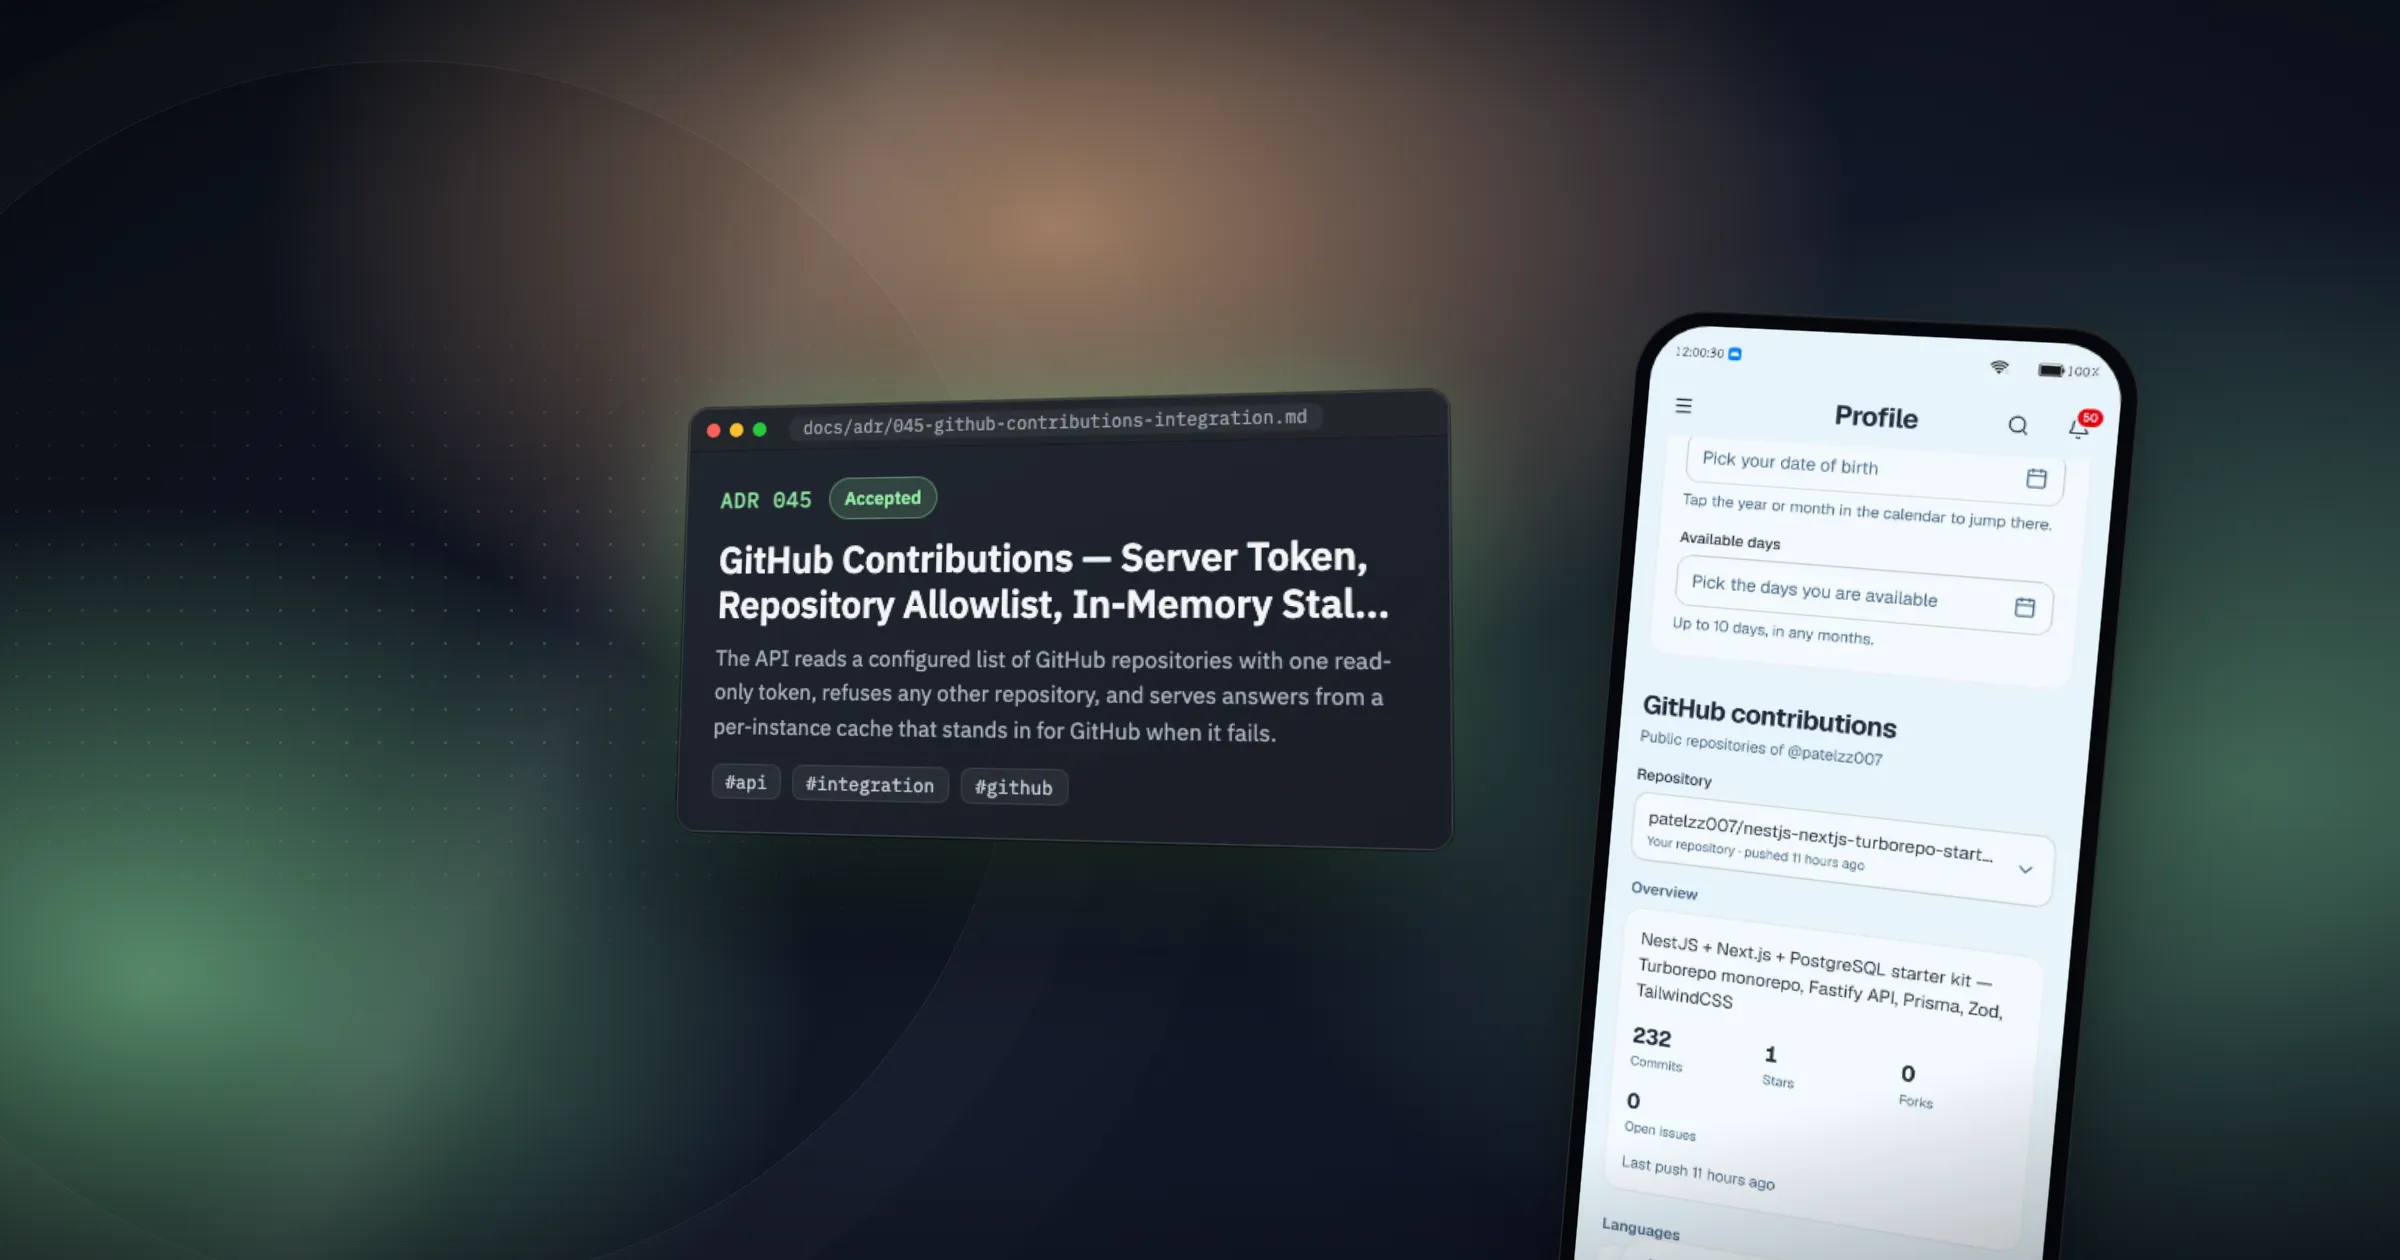 docs/adr/045-github-contributions-integration.md
ADR 045
Accepted
GitHub Contributions — Server Token,
Repository Allowlist, In-Memory Stal...
The API reads a configured list of GitHub repositories with one read-
only token, refuses any other repository, and serves answers from a
per-instance cache that stands in for GitHub when it fails.
#api
#integration
#github
12:00:30
100%
Profile
50
Pick your date of birth
Tap the year or month in the calendar to jump there.
Available days
Pick the days you are available
Up to 10 days, in any months.
GitHub contributions
Public repositories of @patelzz007
Repository
patelzz007/nestjs-nextjs-turborepo-start...
Your repository · pushed 11 hours ago
Overview
NestJS + Next.js + PostgreSQL starter kit —
Turborepo monorepo, Fastify API, Prisma, Zod,
TailwindCSS
232
Commits
1
Stars
0
Forks
0
Open issues
Last push 11 hours ago
Languages